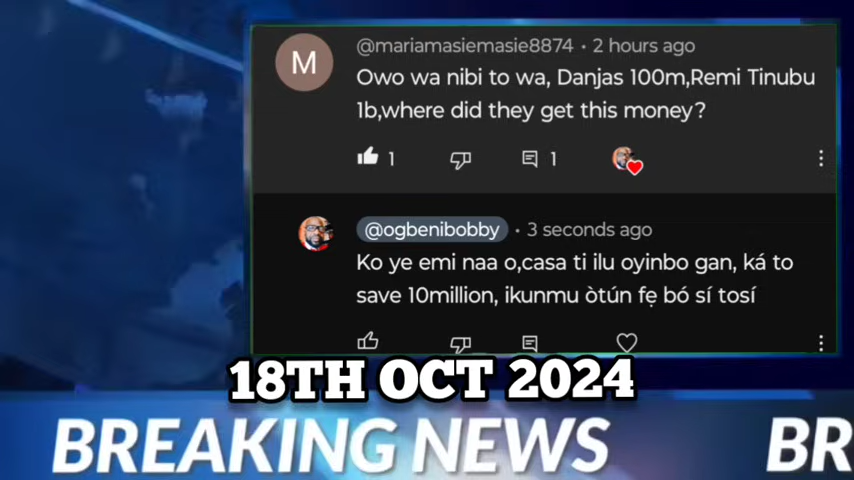 M
@mariamasiemasie8874 · 2 hours ago
Owo wa nibi to wa, Danjas 100m,Remi Tinubu
1b,where did they get this money?
1
1
@ogbenibobby · 3 seconds ago
Ko ye emi naa o,casa ti ilu oyinbo gan, ká to
save 10million, ikunmu òtún fẹ bó sí tosí
18TH OCT 2024
BREAKING NEWS
BR